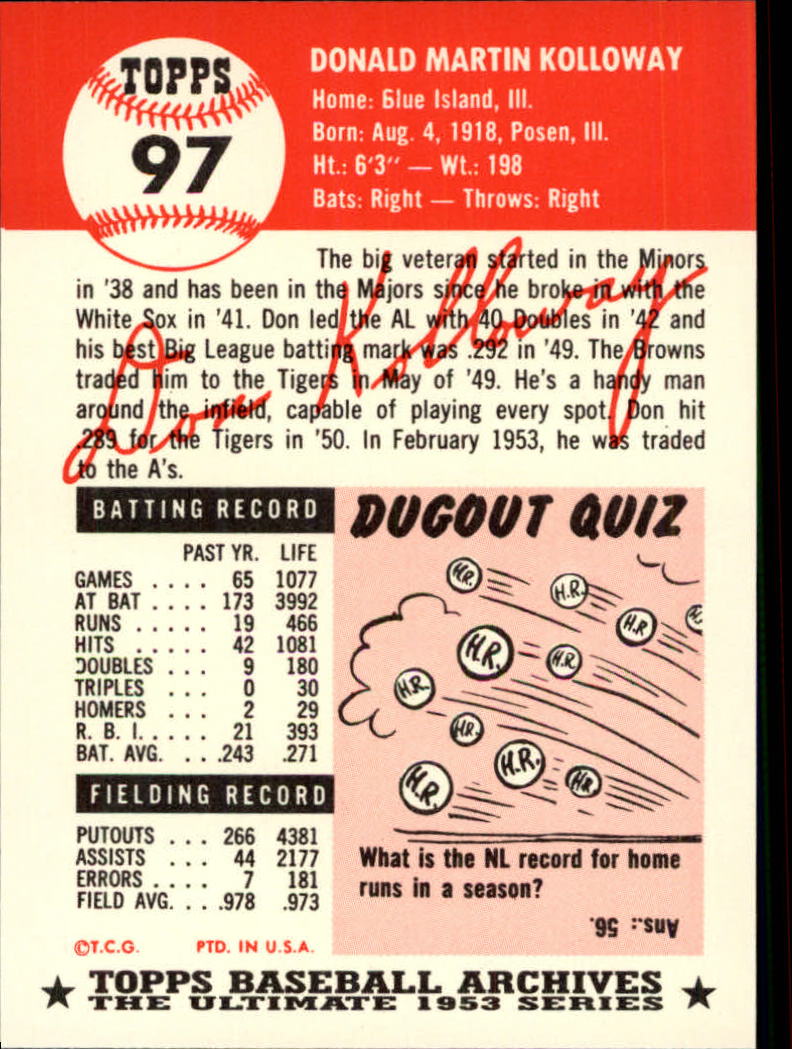 TOPPS
97
DONALD MARTIN KOLLOWAY
Home: Blue Island, Ill.
Born: Aug. 4, 1918, Posen, Ill.
Ht.: 6'3" — Wt.: 198
Bats: Right — Throws: Right
The big veteran started in the Minors
in '38 and has been in the Majors since he broke in with the
White Sox in '41. Don led the AL with 40 Doubles in '42 and
his best Big League batting mark was .292 in '49. The Browns
traded him to the Tigers in May of '49. He's a handy man
around the infield, capable of playing every spot. Don hit
.289 for the Tigers in '50. In February 1953, he was traded
to the A's.
Don Kolloway
BATTING RECORD
PAST YR. LIFE
GAMES .... 65 1077
AT BAT .... 173 3992
RUNS ..... 19 466
HITS ..... 42 1081
DOUBLES ... 9 180
TRIPLES ... 0 30
HOMERS ... 2 29
R. B. I. .... 21 393
BAT. AVG. ... .243 .271
FIELDING RECORD
PUTOUTS ... 266 4381
ASSISTS ... 44 2177
ERRORS .... 7 181
FIELD AVG. ... .978 .973
DUGOUT QUIZ
H.R.
H.R.
H.R.
H.R.
H.R.
H.R.
H.R.
H.R.
H.R.
H.R.
H.R.
What is the NL record for home
runs in a season?
Ans.: 56.
©T.C.G. PTD. IN U.S.A.
★ TOPPS BASEBALL ARCHIVES ★
THE ULTIMATE 1953 SERIES